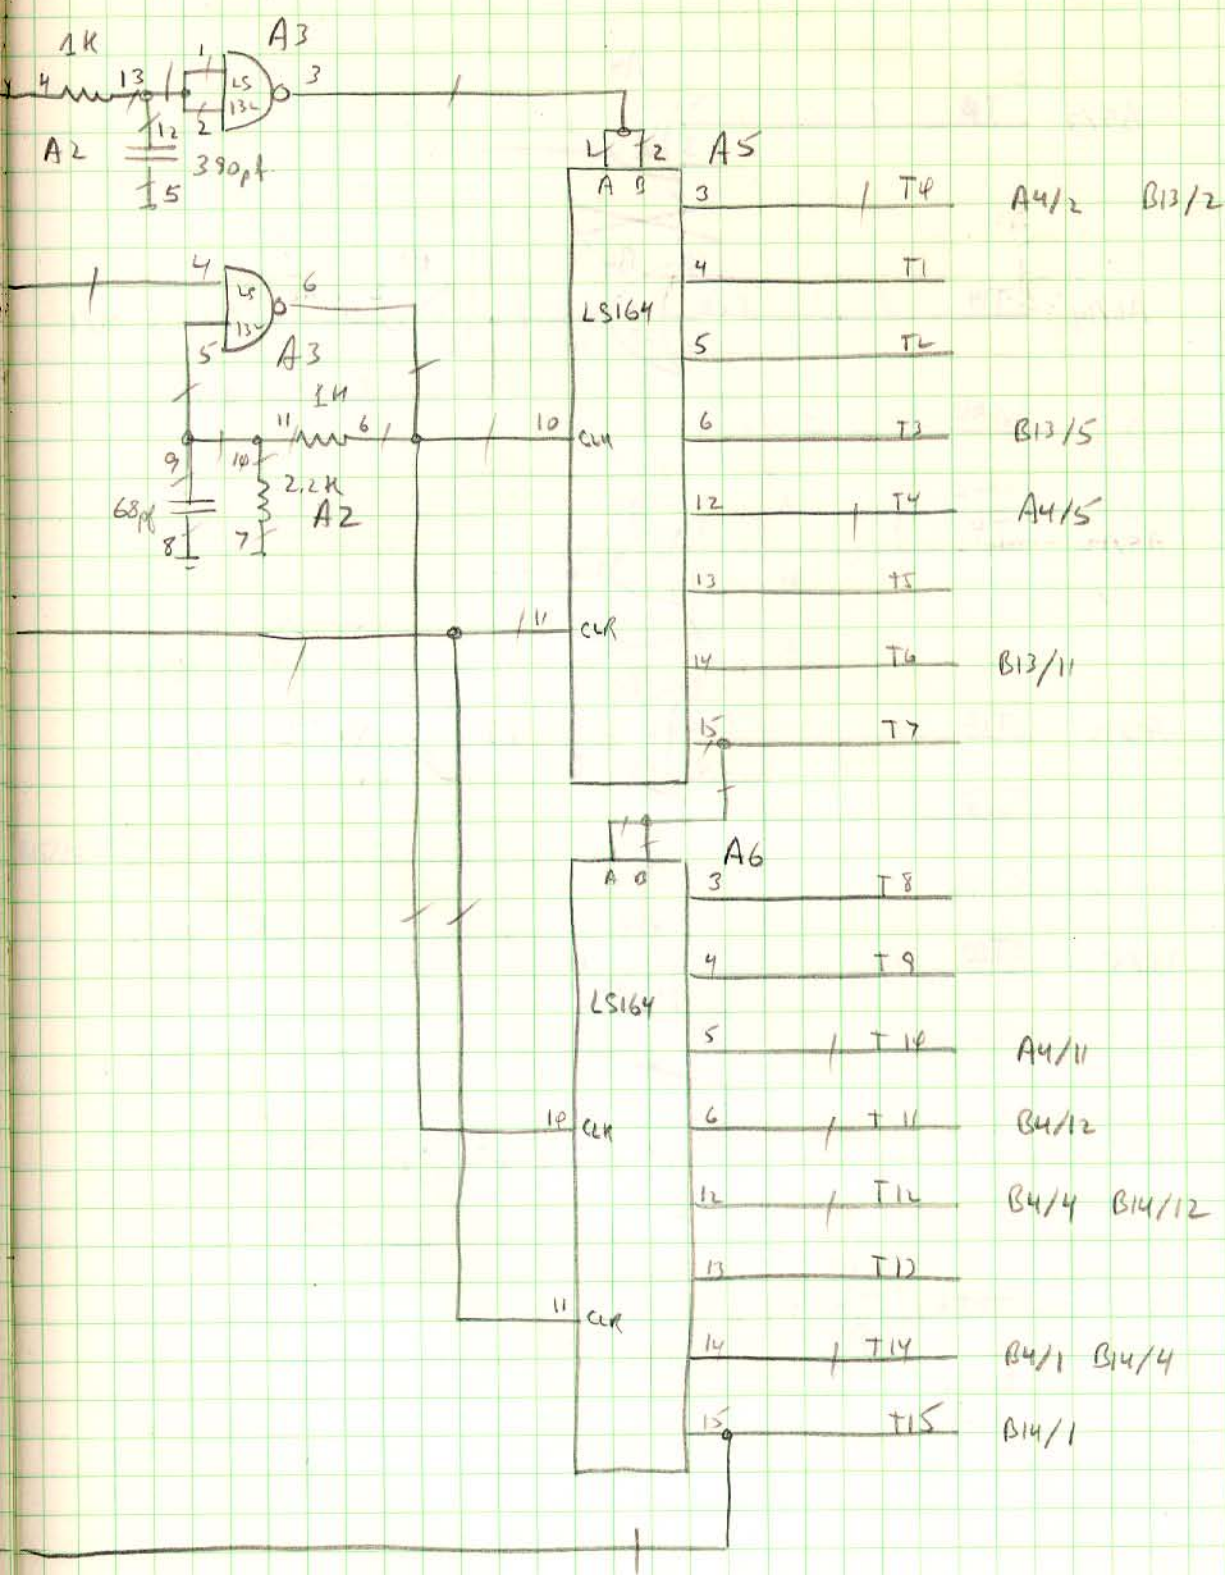 1K A3
4 13 1 3
LS
132
12 2
A2 390pf
5
1 2 A5
A B
3 TΦ A4/2 B13/2
4 6 4 T1
LS
132 LS164
5 A3 5 T2
1K
11 6 10 CLK 6 T3 B13/5
9 1Φ
2.2K 12 T4 A4/5
68pf A2
8 7
13 T5
11 CLR
14 T6 B13/11
15 T7
A6
A B 3 T8
4 T9
LS164
5 T1Φ A4/11
1Φ CLK 6 T11 B4/12
12 T12 B4/4 B14/12
13 T13
11 CLR
14 T14 B4/1 B14/4
15 T15 B14/1